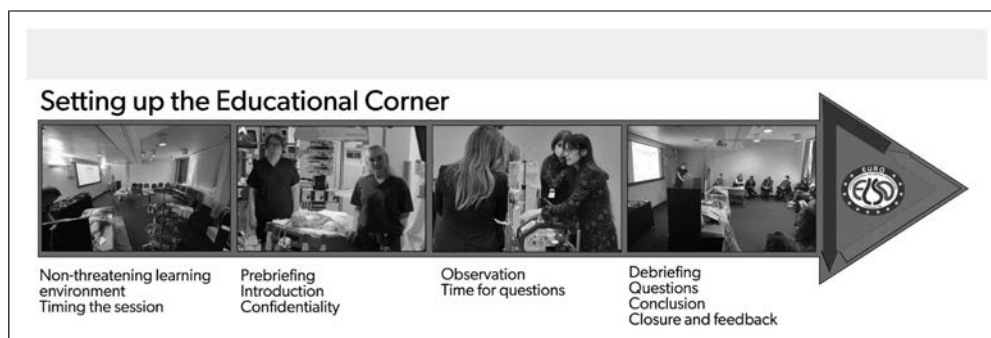 Setting up the Educational Corner
Non-threatening learning
environment
Timing the session
Prebriefing
Introduction
Confidentiality
Observation
Time for questions
Debriefing
Questions
Conclusion
Closure and feedback
EURO
ELSO